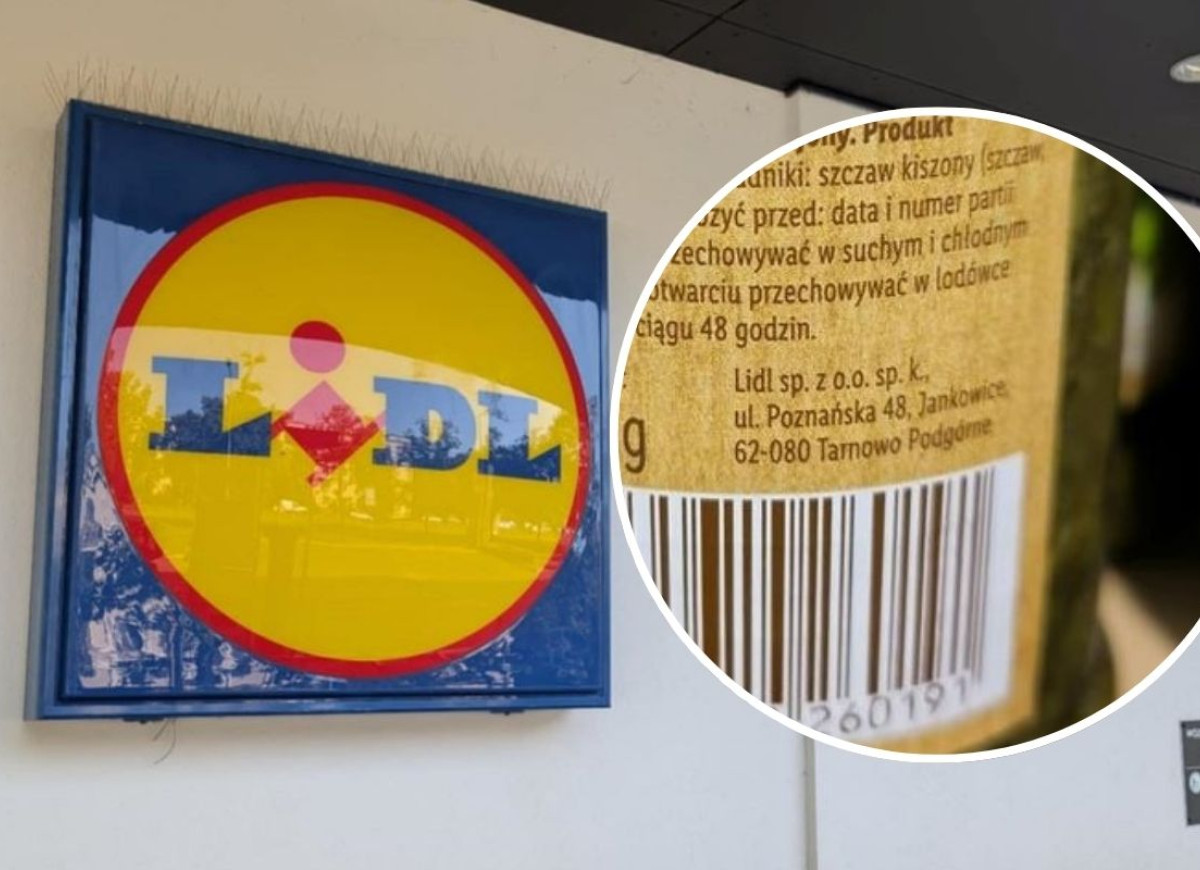 LIDL
Produkt
szczaw kiszony (szczaw,
przed: data i numer partii
w suchym i chłodnym
otwarciu przechowywać w lodówce
ciągu 48 godzin.
g
Lidl sp. z o.o. sp. k.,
ul. Poznańska 48, Jankowice,
62-080 Tarnowo Podgórne
260191